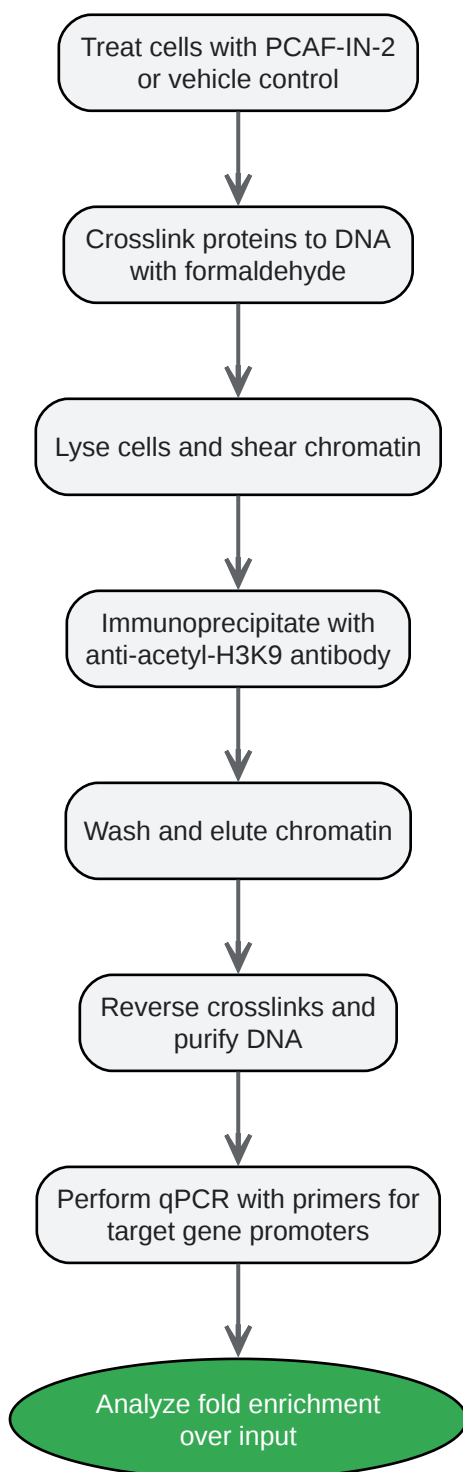 Treat cells with PCAF-IN-2
or vehicle control
Crosslink proteins to DNA
with formaldehyde
Lyse cells and shear chromatin
Immunoprecipitate with
anti-acetyl-H3K9 antibody
Wash and elute chromatin
Reverse crosslinks and
purify DNA
Perform qPCR with primers for
target gene promoters
Analyze fold enrichment
over input